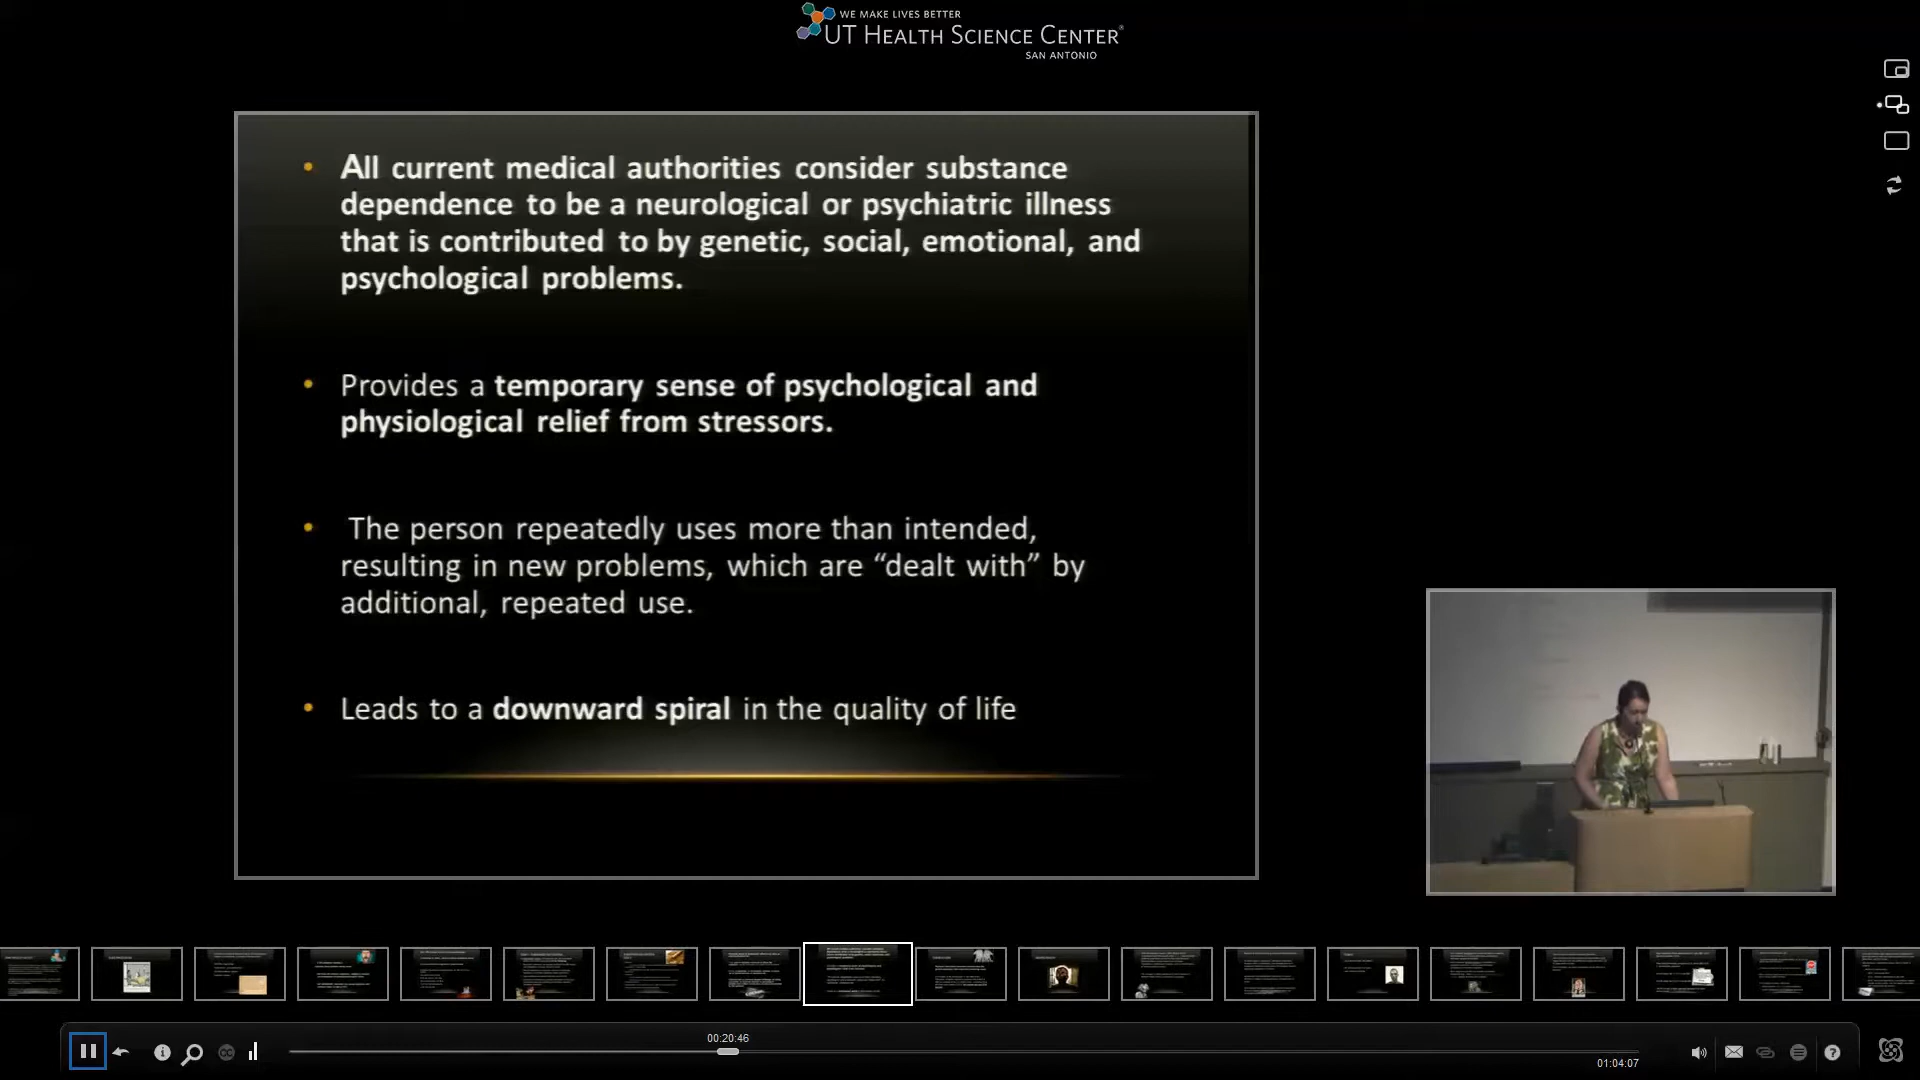 WE MAKE LIVES BETTER
UT HEALTH SCIENCE CENTER®
SAN ANTONIO
• All current medical authorities consider substance
dependence to be a neurological or psychiatric illness
that is contributed to by genetic, social, emotional, and
psychological problems.
• Provides a temporary sense of psychological and
physiological relief from stressors.
• The person repeatedly uses more than intended,
resulting in new problems, which are “dealt with” by
additional, repeated use.
• Leads to a downward spiral in the quality of life
00:20:46
01:04:07